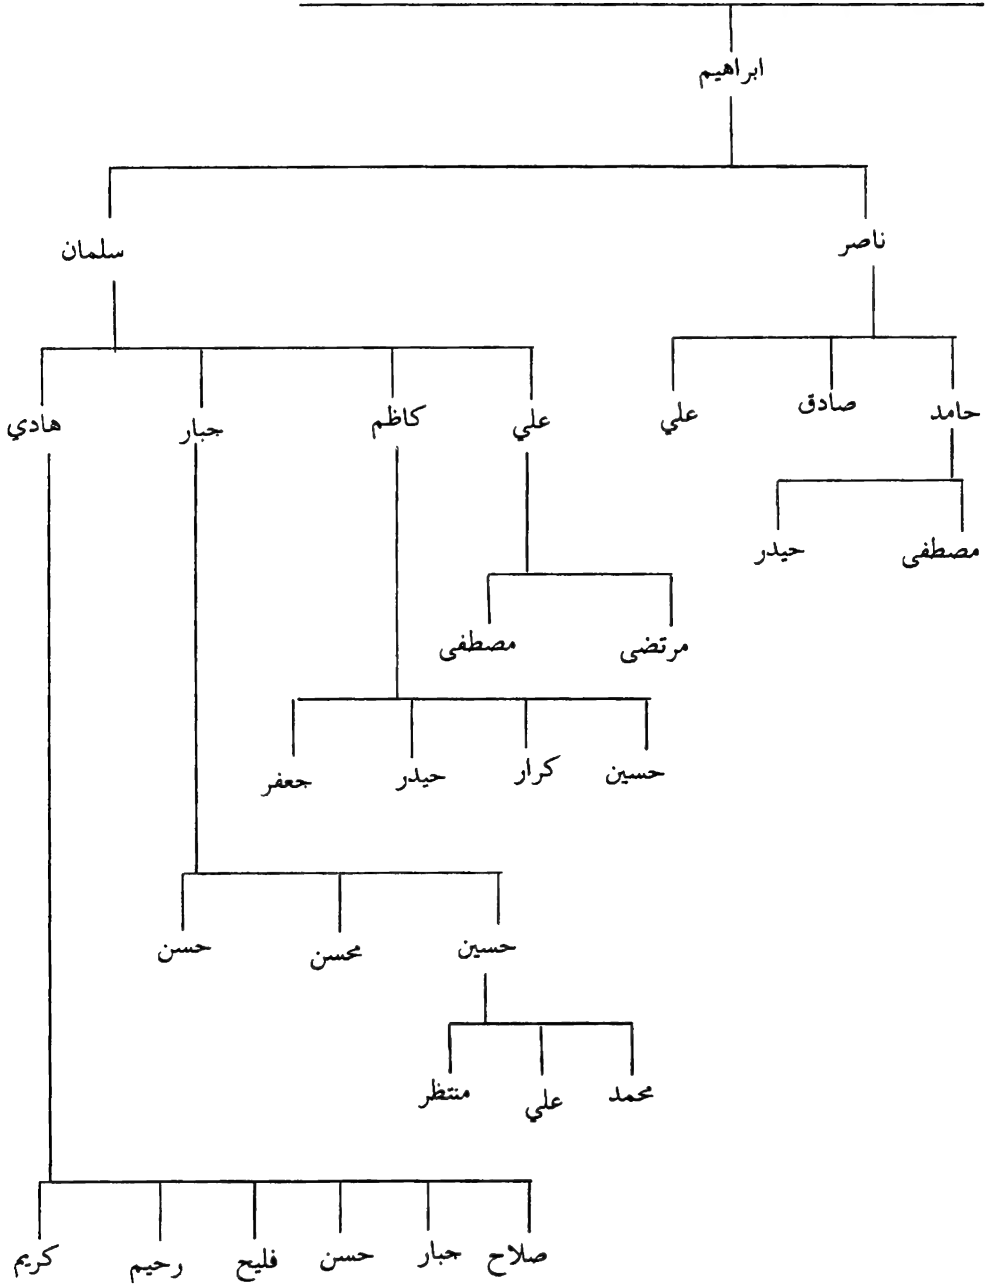 ابراهيم
ناصر سلمان
حامد صادق علي علي كاظم جبار هادي
مصطفى حيدر
مرتضى مصطفى
حسين كرار حيدر جعفر
حسين محسن حسن
محمد علي منتظر
صلاح جبار حسن فليح رحيم كريم